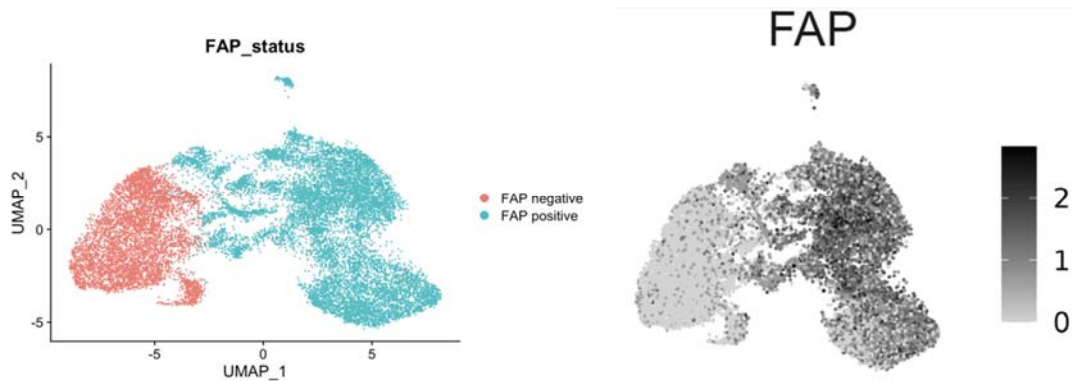 FAP_status
5
0
-5
UMAP_2
-5
0
5
UMAP_1
FAP negative
FAP positive
FAP
2
1
0